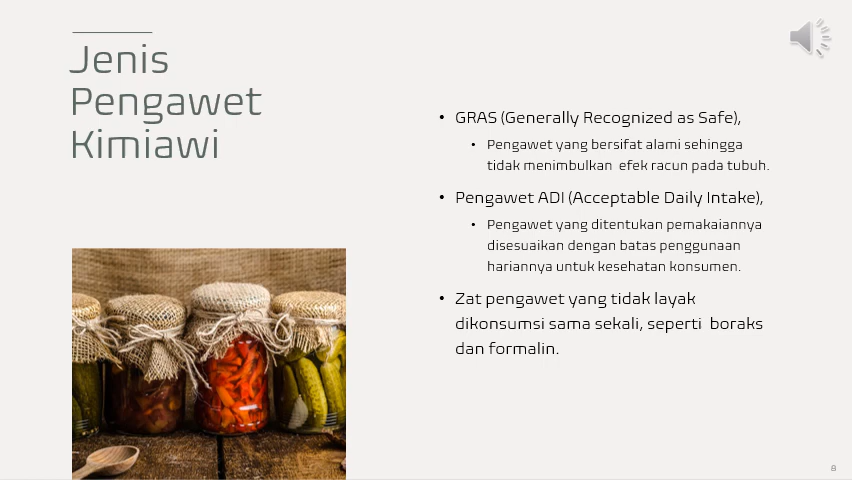 Jenis
Pengawet
Kimiawi
• GRAS (Generally Recognized as Safe),
• Pengawet yang bersifat alami sehingga
tidak menimbulkan efek racun pada tubuh.
• Pengawet ADI (Acceptable Daily Intake),
• Pengawet yang ditentukan pemakaiannya
disesuaikan dengan batas penggunaan
hariannya untuk kesehatan konsumen.
• Zat pengawet yang tidak layak
dikonsumsi sama sekali, seperti boraks
dan formalin.
8